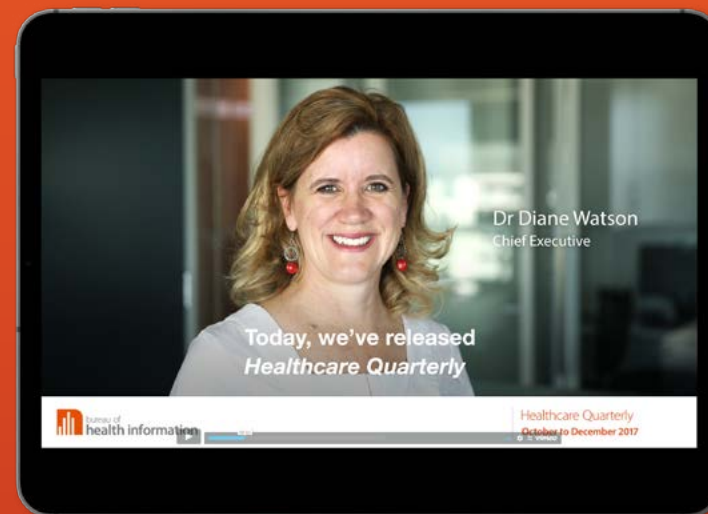 Dr Diane Watson
Chief Executive
Today, we've released
Healthcare Quarterly
bureau of
health information
Healthcare Quarterly
October to December 2017
vimeo